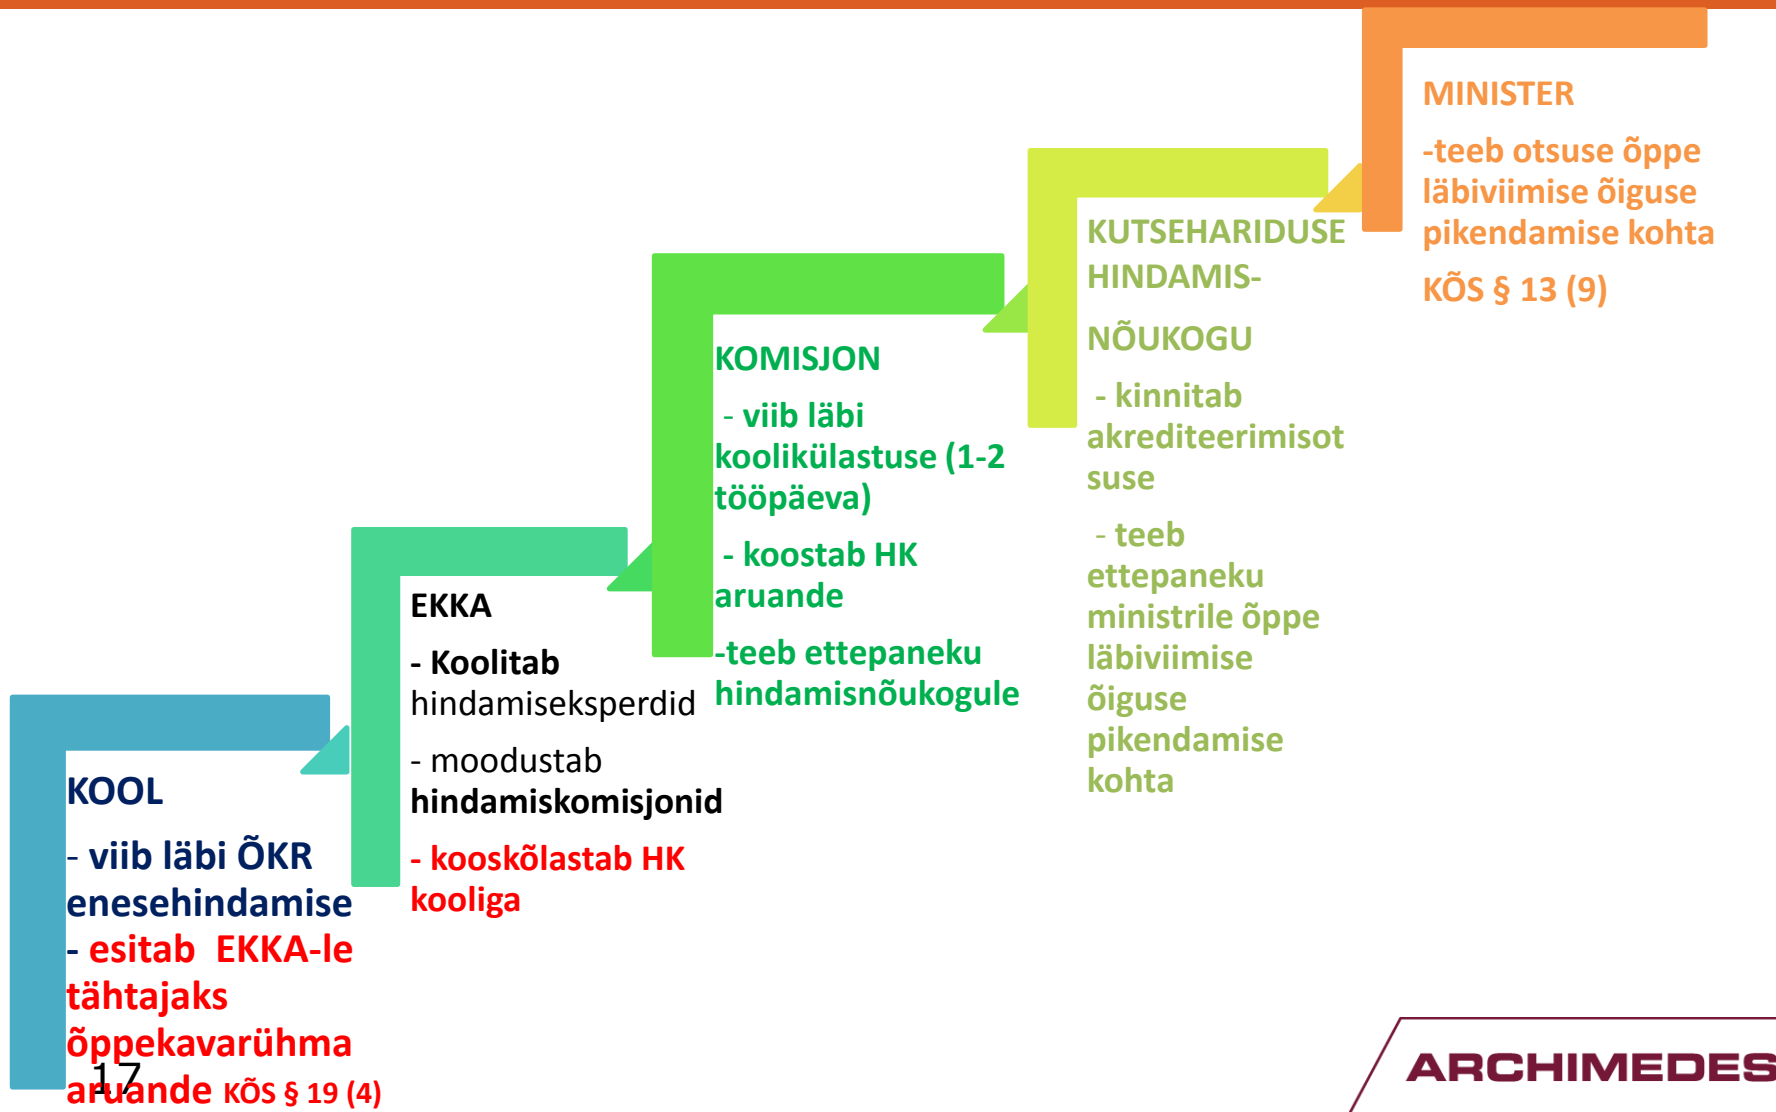 KOOL
- viib läbi ÕKR
enesehindamise
- esitab EKKA-le
tähtajaks
õppekavarühma
aruande KÕS § 19 (4)
17
EKKA
- Koolitab
hindamiseksperdid
- moodustab
hindamiskomisjonid
- kooskõlastab HK
kooliga
KOMISJON
- viib läbi
koolikülastuse (1-2
tööpäeva)
- koostab HK
aruande
-teeb ettepaneku
hindamisnõukogule
KUTSEHARIDUSE
HINDAMIS-
NÕUKOGU
- kinnitab
akrediteerimisot
suse
- teeb
ettepaneku
ministrile õppe
läbiviimise
õiguse
pikendamise
kohta
MINISTER
-teeb otsuse õppe
läbiviimise õiguse
pikendamise kohta
KÕS § 13 (9)
ARCHIMEDES